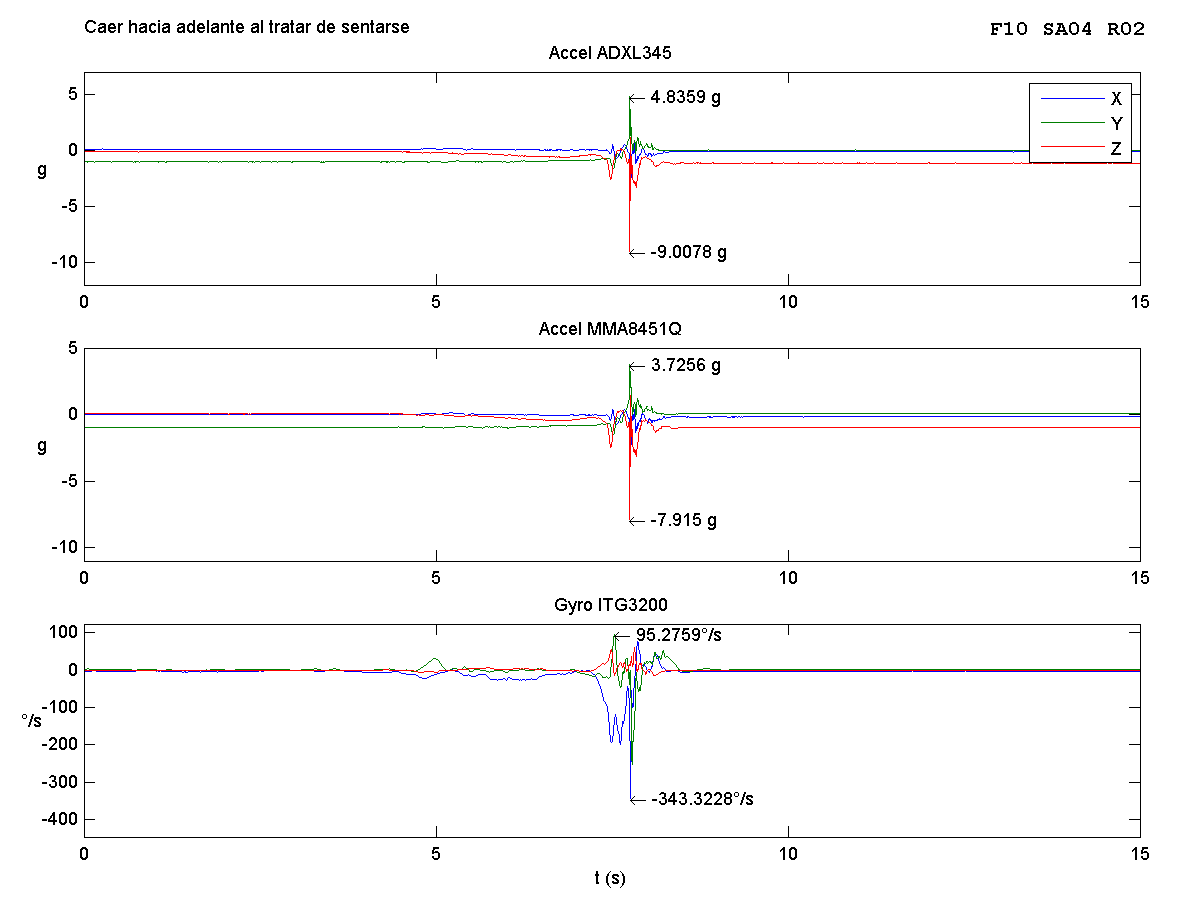 Caer hacia adelante al tratar de sentarse
F10 SA04 R02
Accel ADXL345
4.8359 g
X
Y
Z
5
0
-5
-10
g
-9.0078 g
0 5 10 15
Accel MMA8451Q
3.7256 g
5
0
-5
-10
g
-7.915 g
0 5 10 15
Gyro ITG3200
95.2759°/s
100
0
-100
-200
-300
-400
°/s
-343.3228°/s
0 5 10 15
t (s)